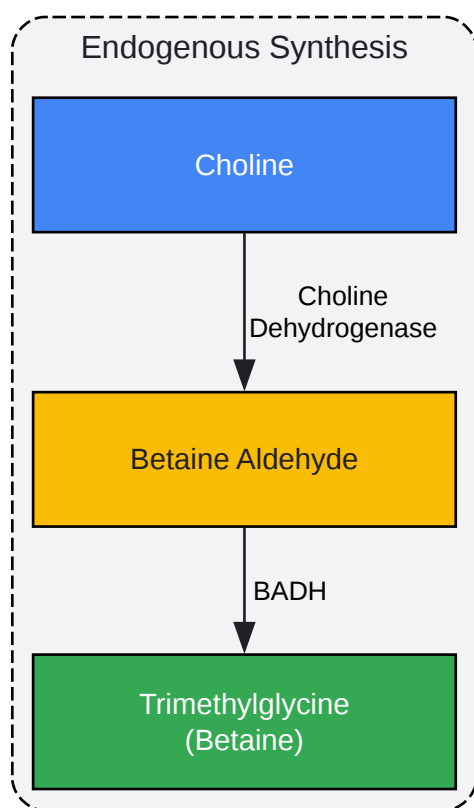 Endogenous Synthesis
Choline
Choline
Dehydrogenase
Betaine Aldehyde
BADH
Trimethylglycine
(Betaine)